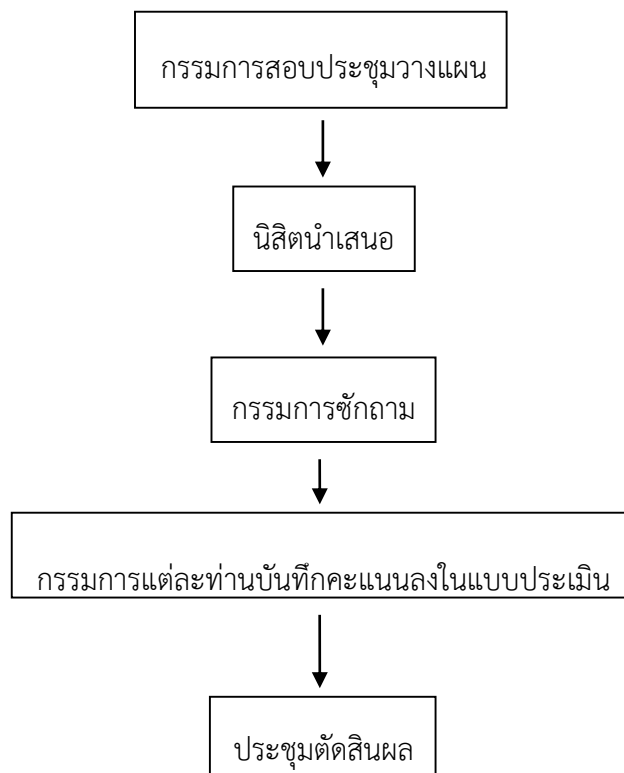 กรรมการสอบประชุมวางแผน
นิสิตนำเสนอ
กรรมการซักถาม
กรรมการแต่ละท่านบันทึกคะแนนลงในแบบประเมิน
ประชุมตัดสินผล